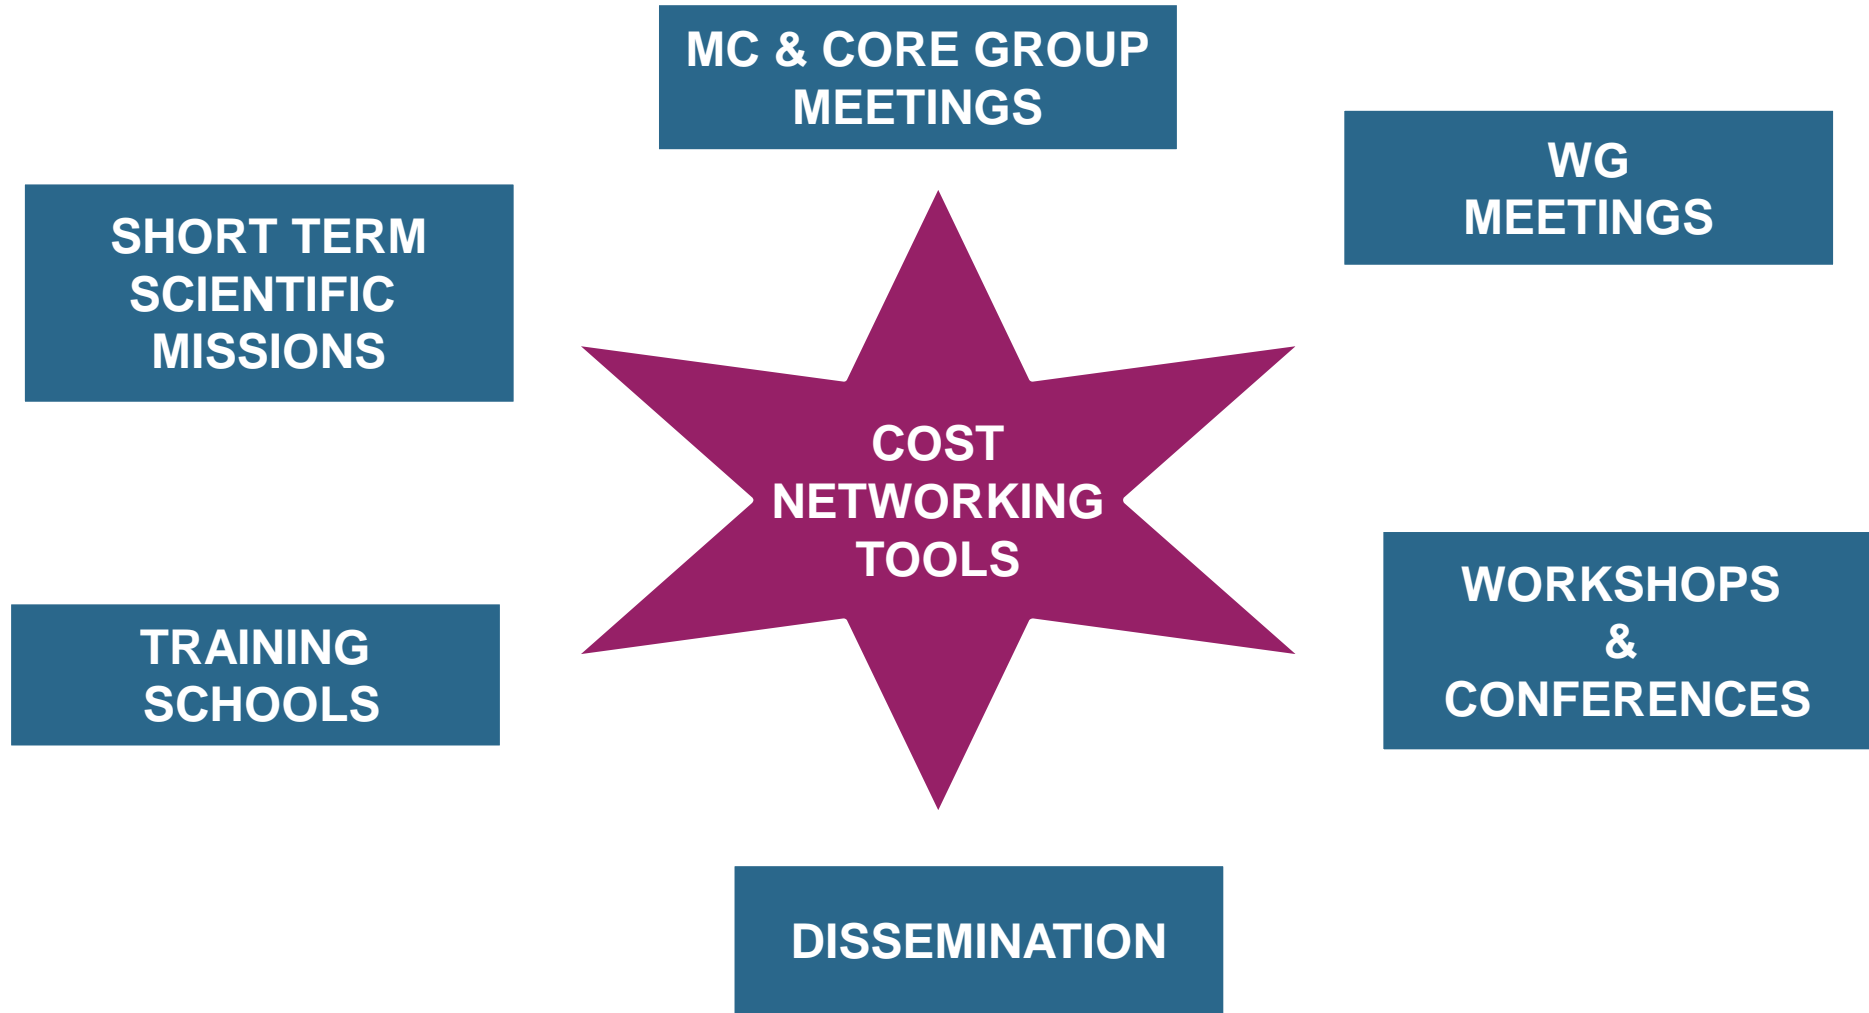 MC & CORE GROUP
MEETINGS
WG
MEETINGS
SHORT TERM
SCIENTIFIC
MISSIONS
COST
NETWORKING
TOOLS
WORKSHOPS
&
CONFERENCES
TRAINING
SCHOOLS
DISSEMINATION